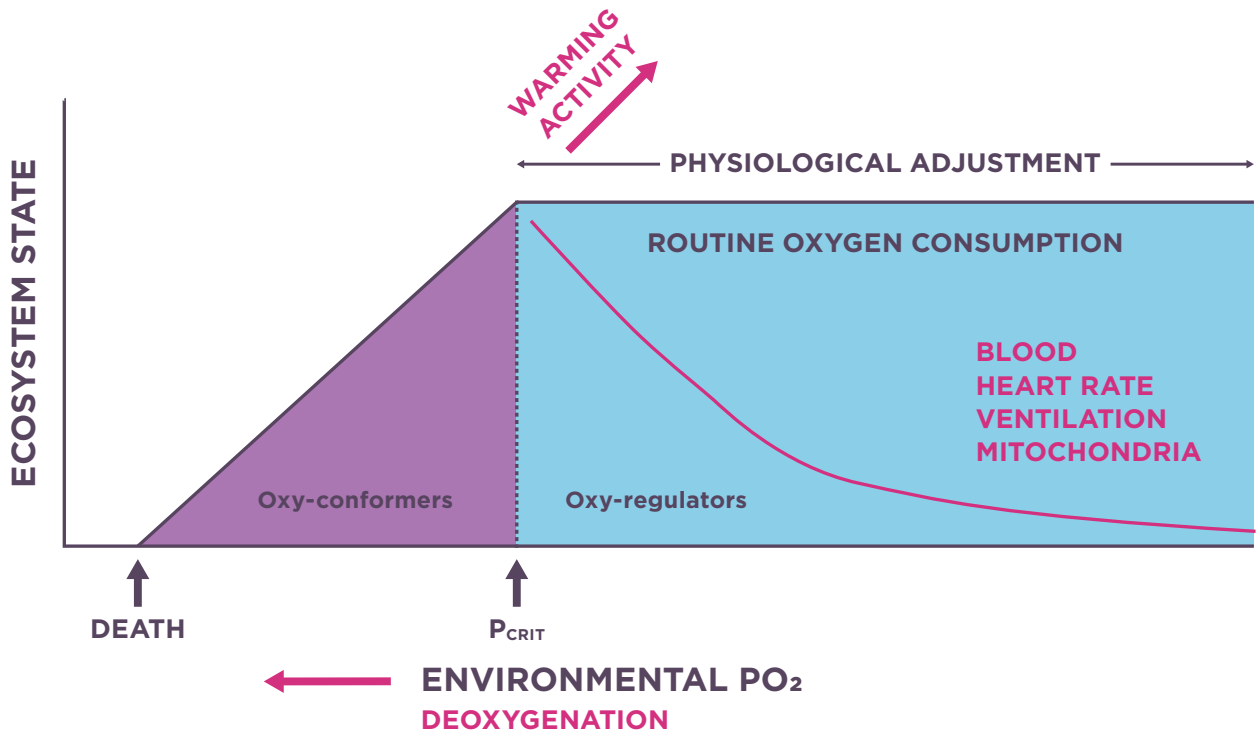 WARMING
ACTIVITY
PHYSIOLOGICAL ADJUSTMENT
ECOSYSTEM STATE
ROUTINE OXYGEN CONSUMPTION
BLOOD
HEART RATE
VENTILATION
MITOCHONDRIA
Oxy-conformers
Oxy-regulators
DEATH
PCRIT
ENVIRONMENTAL PO₂
DEOXYGENATION